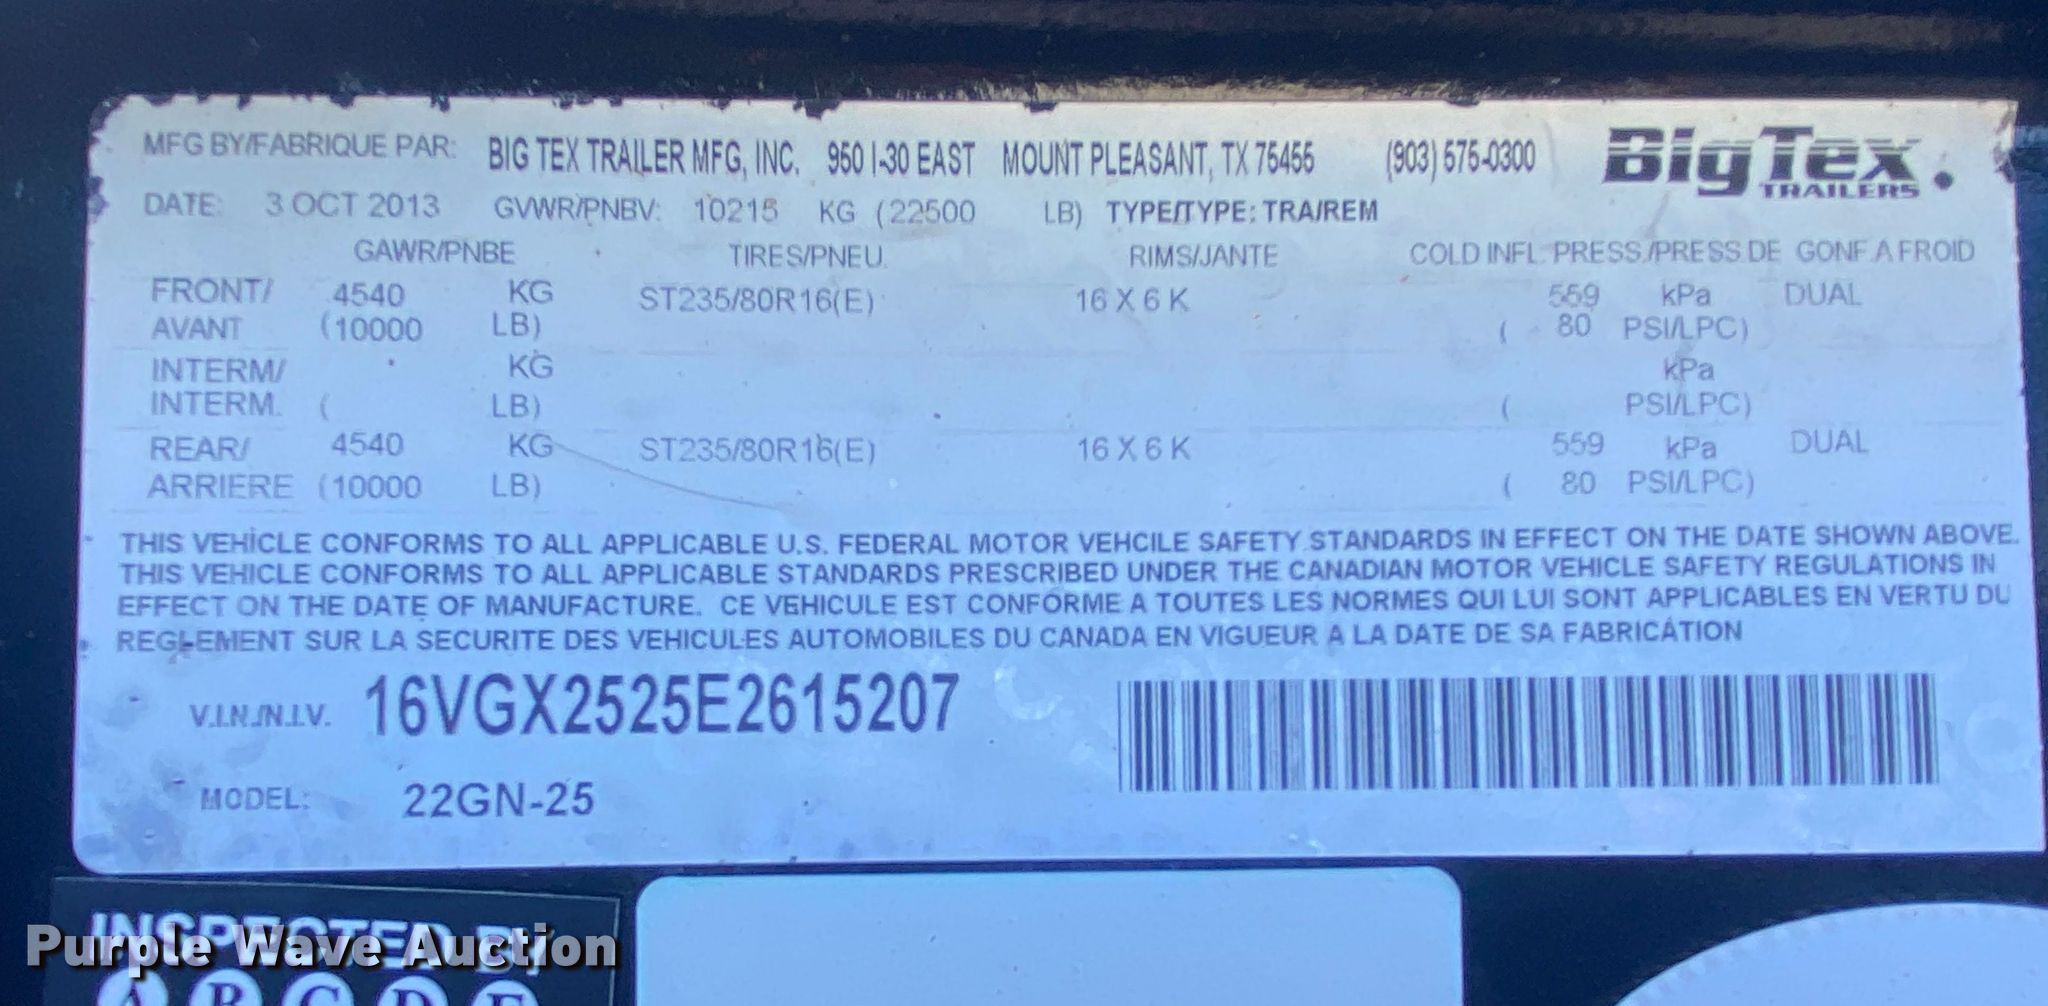 MFG BY/FABRIQUE PAR: BIG TEX TRAILER MFG, INC. 950 I-30 EAST MOUNT PLEASANT, TX 75455 (903) 575-0300 Big Tex TRAILERS
DATE: 3 OCT 2013 GVWR/PNBV: 10215 KG (22500 LB) TYPE/TYPE: TRA/REM
GAWR/PNBE TIRES/PNEU. RIMS/JANTE COLD INFL. PRESS./PRESS.DE GONF.A FROID
FRONT/ 4540 KG ST235/80R16(E) 16 X 6 K 559 kPa DUAL
AVANT (10000 LB) ( 80 PSI/LPC)
INTERM/ KG kPa
INTERM. ( LB) ( PSI/LPC)
REAR/ 4540 KG ST235/80R16(E) 16 X 6 K 559 kPa DUAL
ARRIERE (10000 LB) ( 80 PSI/LPC)
THIS VEHICLE CONFORMS TO ALL APPLICABLE U.S. FEDERAL MOTOR VEHCILE SAFETY STANDARDS IN EFFECT ON THE DATE SHOWN ABOVE.
THIS VEHICLE CONFORMS TO ALL APPLICABLE STANDARDS PRESCRIBED UNDER THE CANADIAN MOTOR VEHICLE SAFETY REGULATIONS IN
EFFECT ON THE DATE OF MANUFACTURE. CE VEHICULE EST CONFORME A TOUTES LES NORMES QUI LUI SONT APPLICABLES EN VERTU DU
REGLEMENT SUR LA SECURITE DES VEHICULES AUTOMOBILES DU CANADA EN VIGUEUR A LA DATE DE SA FABRICATION
V.I.N./N.I.V. 16VGX2525E2615207
MODEL: 22GN-25
INSPECTED BY
Purple Wave Auction
A B C D E